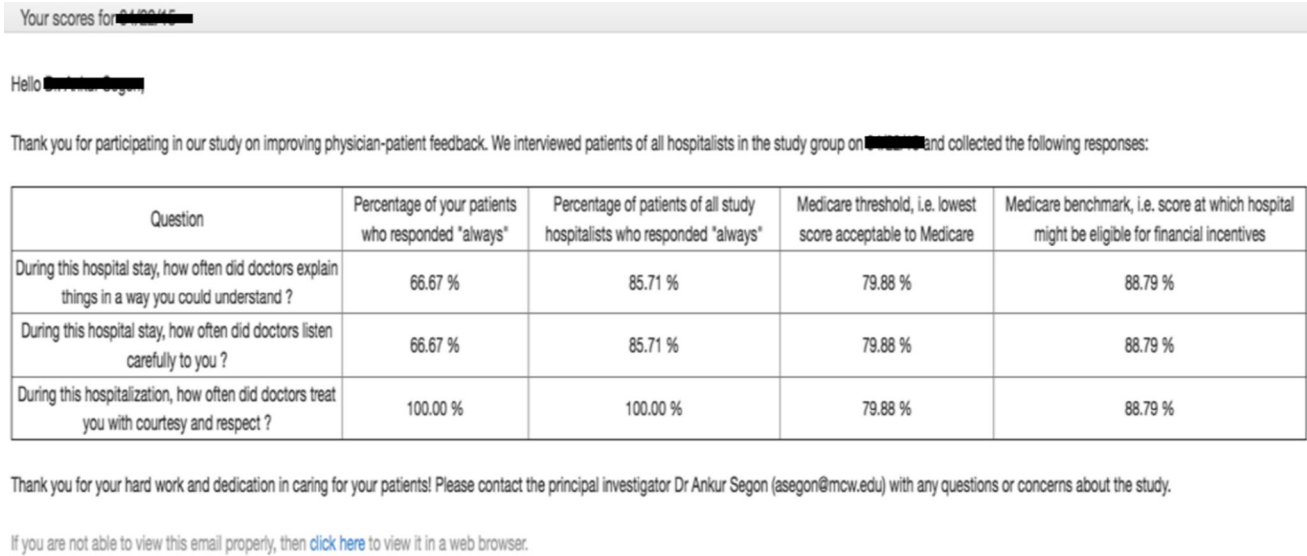 Your scores for
Hello
Thank you for participating in our study on improving physician-patient feedback. We interviewed patients of all hospitalists in the study group on and collected the following responses:
Question
Percentage of your patients
who responded "always"
Percentage of patients of all study
hospitalists who responded "always"
Medicare threshold, i.e. lowest
score acceptable to Medicare
Medicare benchmark, i.e. score at which hospital
might be eligible for financial incentives
During this hospital stay, how often did doctors explain
things in a way you could understand ?
66.67 %
85.71 %
79.88 %
88.79 %
During this hospital stay, how often did doctors listen
carefully to you ?
66.67 %
85.71 %
79.88 %
88.79 %
During this hospitalization, how often did doctors treat
you with courtesy and respect ?
100.00 %
100.00 %
79.88 %
88.79 %
Thank you for your hard work and dedication in caring for your patients! Please contact the principal investigator Dr Ankur Segon (asegon@mcw.edu) with any questions or concerns about the study.
If you are not able to view this email properly, then click here to view it in a web browser.